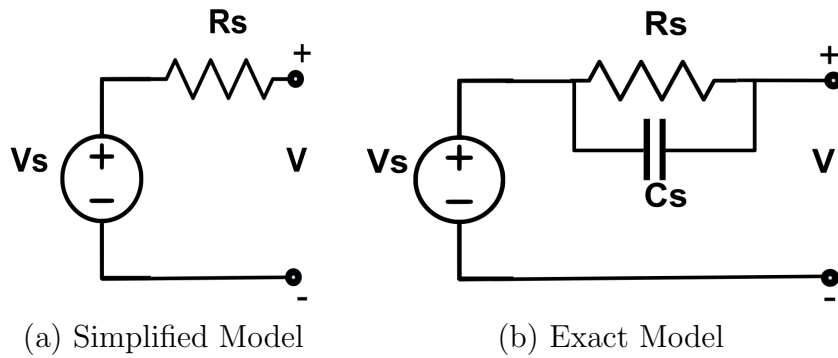 Rs
+
Vs
+
−
V
-
(a) Simplified Model
Rs
+
Vs
+
−
Cs
V
-
(b) Exact Model